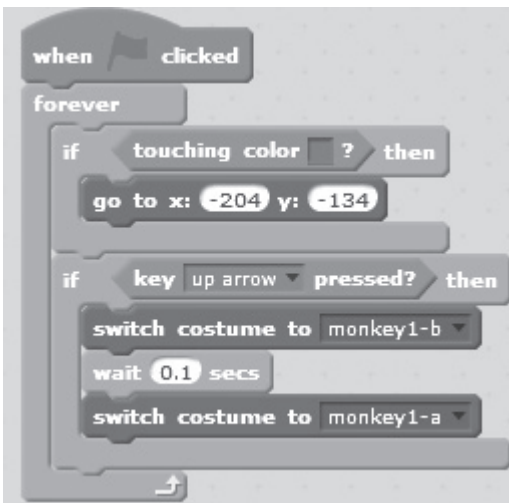 when clicked
forever
if touching color ? then
go to x: -204 y: -134
if key up arrow pressed? then
switch costume to monkey1-b
wait 0.1 secs
switch costume to monkey1-a